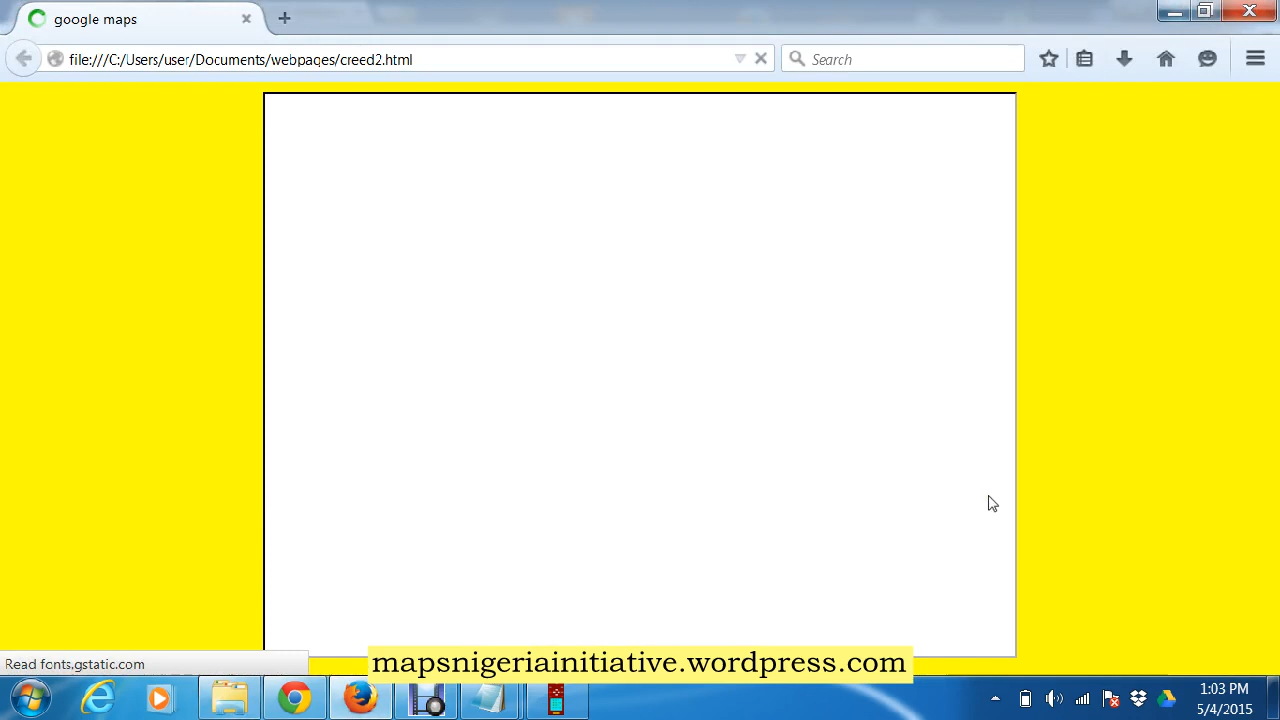 google maps
file:///C:/Users/user/Documents/webpages/creed2.html
Search
Read fonts.gstatic.com
mapsnigeriainitiative.wordpress.com
1:03 PM
5/4/2015